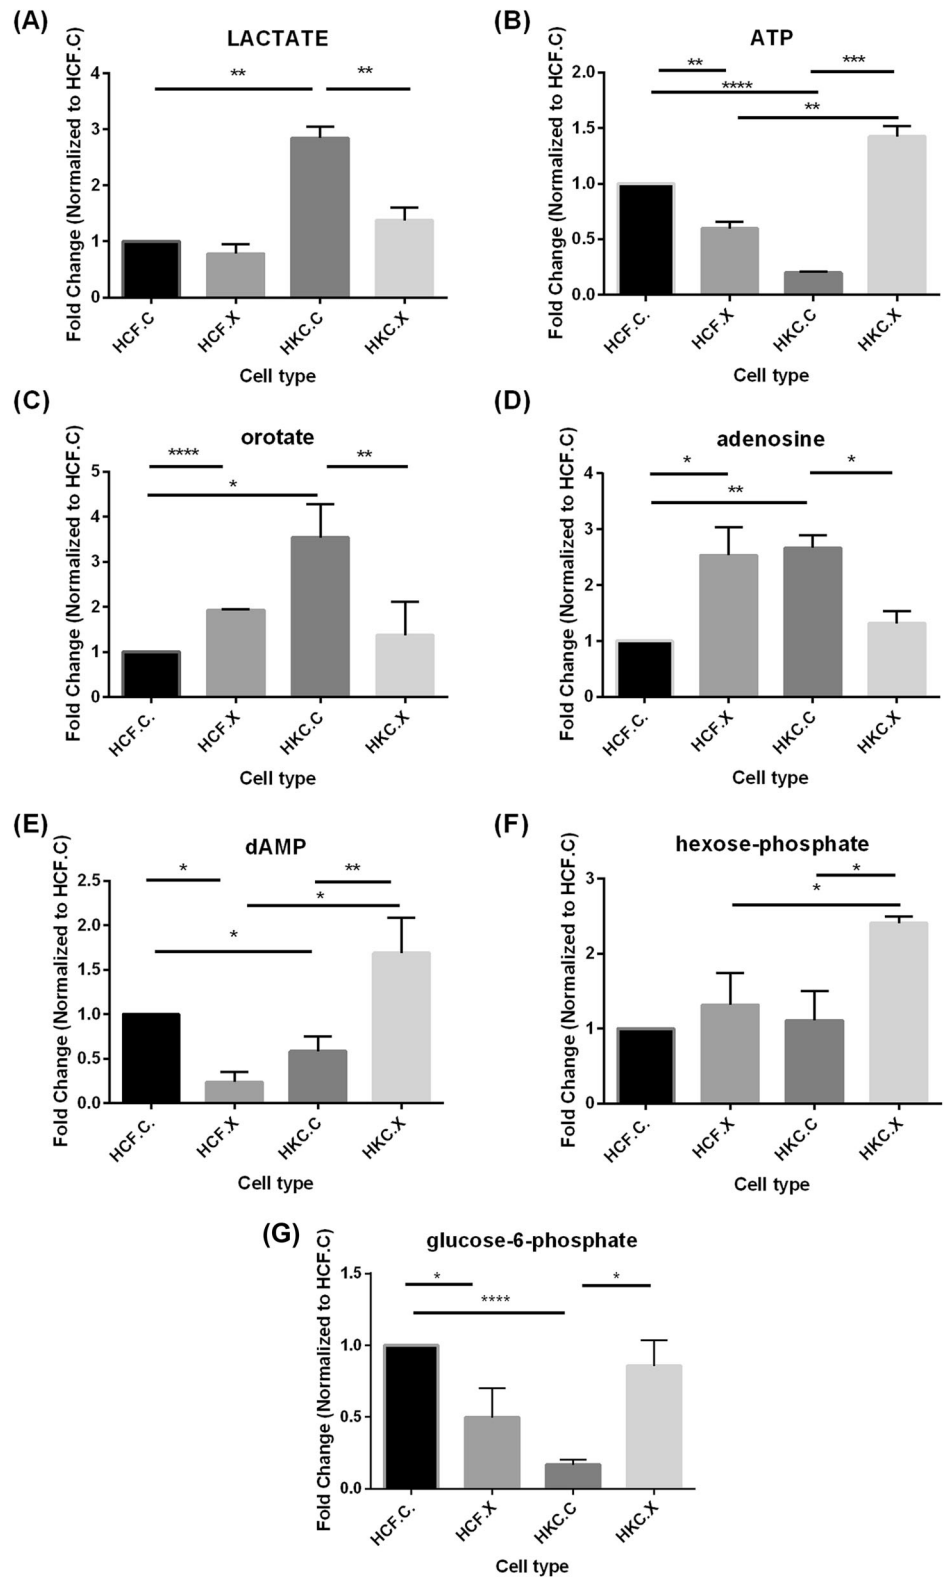 (A)
LACTATE
Fold Change (Normalized to HCF.C)
4
3
2
1
0
** **
HCF.C HCF.X HKC.C HKC.X
Cell type
(B)
ATP
Fold Change (Normalized to HCF.C)
2.0
1.5
1.0
0.5
0.0
** ***
****
**
HCF.C. HCF.X HKC.C HKC.X
Cell type
(C)
orotate
Fold Change (Normalized to HCF.C)
5
4
3
2
1
0
**** **
*
HCF.C. HCF.X HKC.C HKC.X
Cell type
(D)
adenosine
Fold Change (Normalized to HCF.C)
4
3
2
1
0
* *
**
HCF.C. HCF.X HKC.C HKC.X
Cell type
(E)
dAMP
Fold Change (Normalized to HCF.C)
2.5
2.0
1.5
1.0
0.5
0.0
* **
*
*
HCF.C. HCF.X HKC.C HKC.X
Cell type
(F)
hexose-phosphate
Fold Change (Normalized to HCF.C)
3
2
1
0
*
*
HCF.C. HCF.X HKC.C HKC.X
Cell type
(G)
glucose-6-phosphate
Fold Change (Normalized to HCF.C)
1.5
1.0
0.5
0.0
* *
****
HCF.C. HCF.X HKC.C HKC.X
Cell type